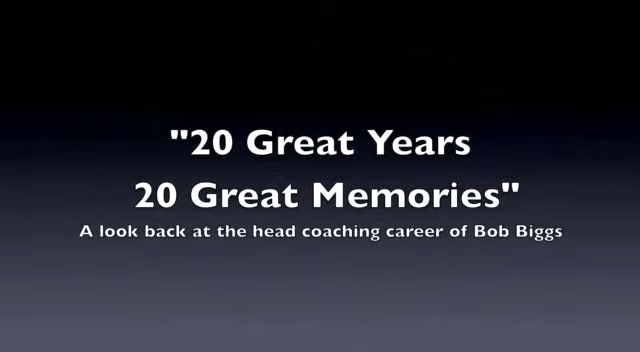 "20 Great Years
20 Great Memories"
A look back at the head coaching career of Bob Biggs